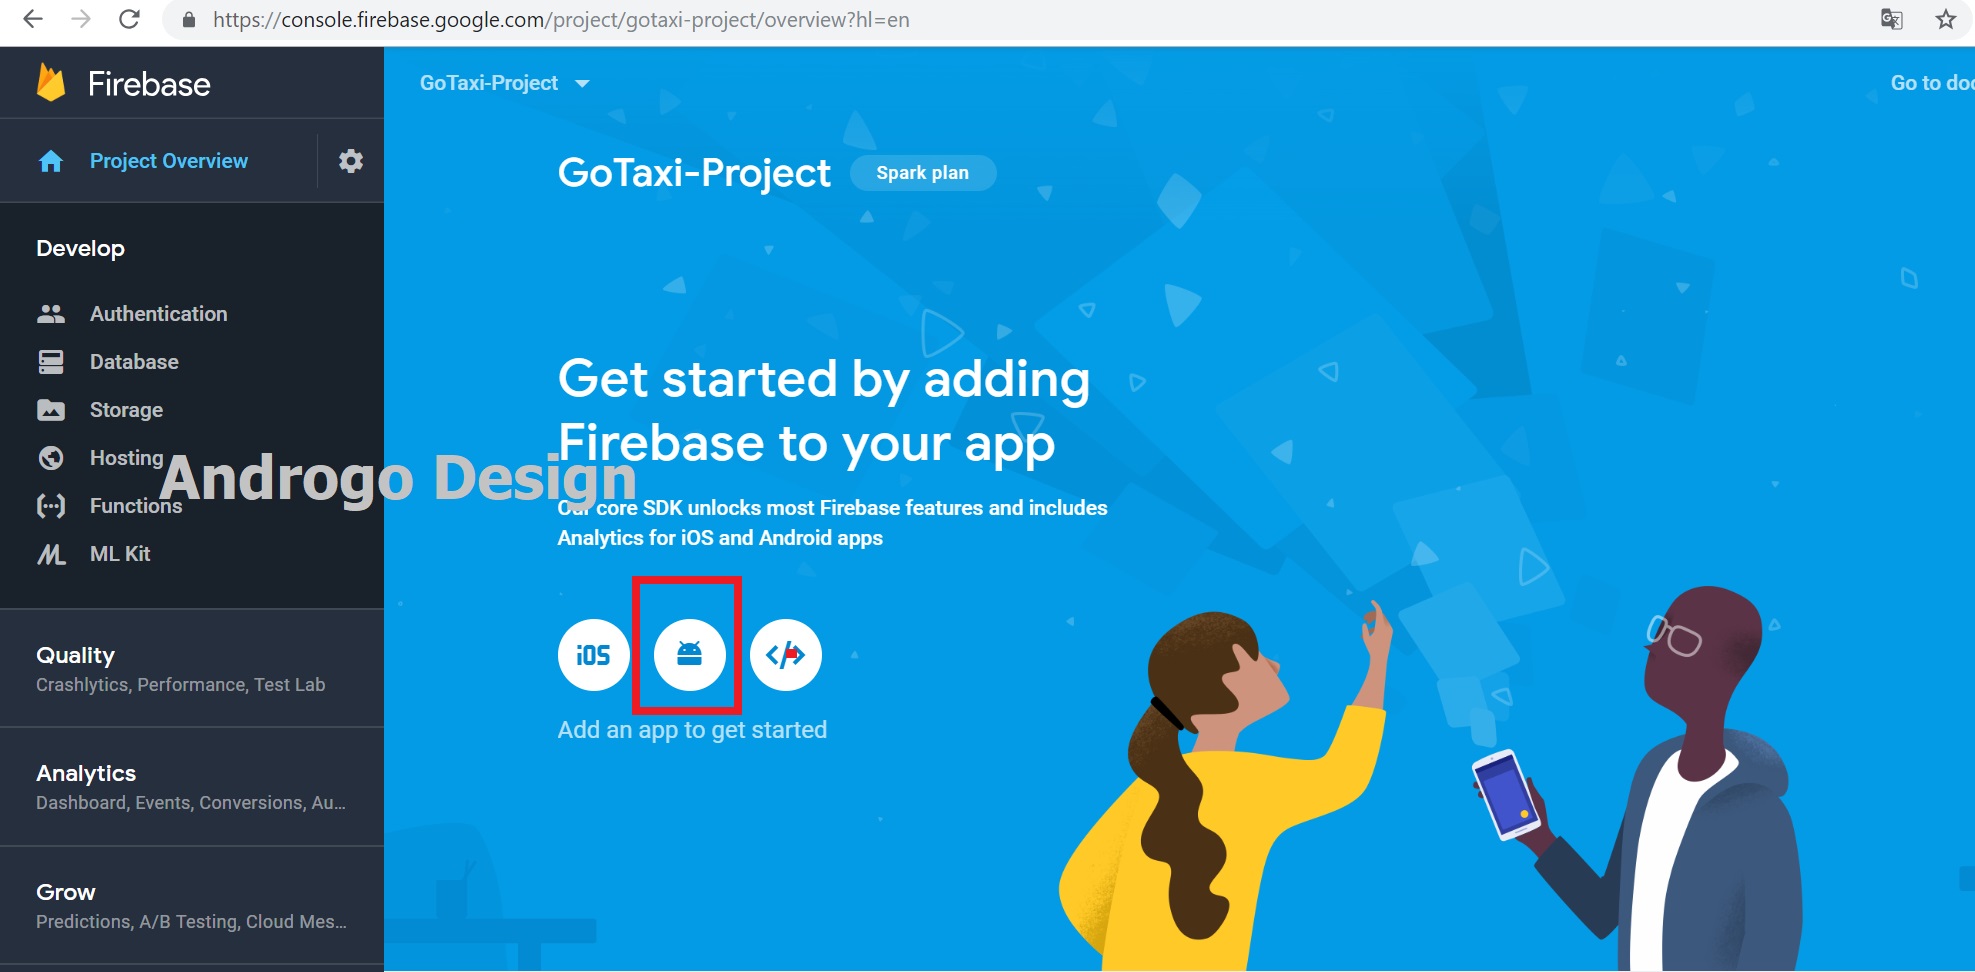 https://console.firebase.google.com/project/gotaxi-project/overview?hl=en
Firebase
Project Overview
Develop
Authentication
Database
Storage
Hosting
Functions
ML Kit
Quality
Crashlytics, Performance, Test Lab
Analytics
Dashboard, Events, Conversions, Au...
Grow
Predictions, A/B Testing, Cloud Mes...
GoTaxi-Project
Go to doc
GoTaxi-Project
Spark plan
Get started by adding
Firebase to your app
Androgo Design
Our core SDK unlocks most Firebase features and includes
Analytics for iOS and Android apps
iOS
</>
Add an app to get started